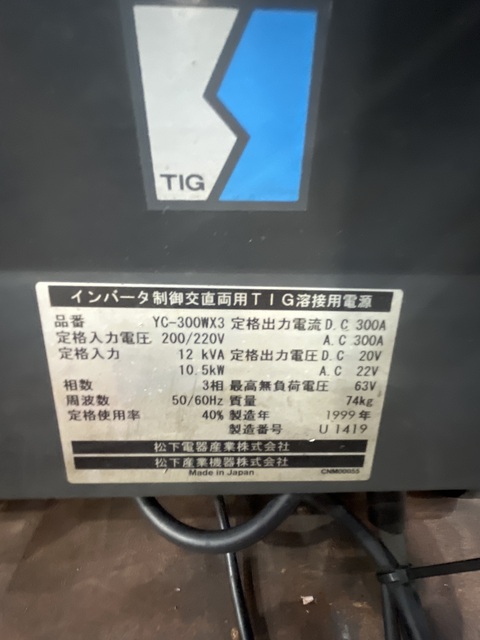 TIG
インバータ制御交直両用TIG溶接用電源
品番 YC-300WX3 定格出力電流 D.C 300A
定格入力電圧 200/220V A.C 300A
定格入力 12 kVA 定格出力電圧 D.C 20V
10.5kW A.C 22V
相数 3相 最高無負荷電圧 63V
周波数 50/60Hz 質量 74kg
定格使用率 40% 製造年 1999年
製造番号 U 1419
松下電器産業株式会社
松下産業機器株式会社
Made in Japan CNM00055